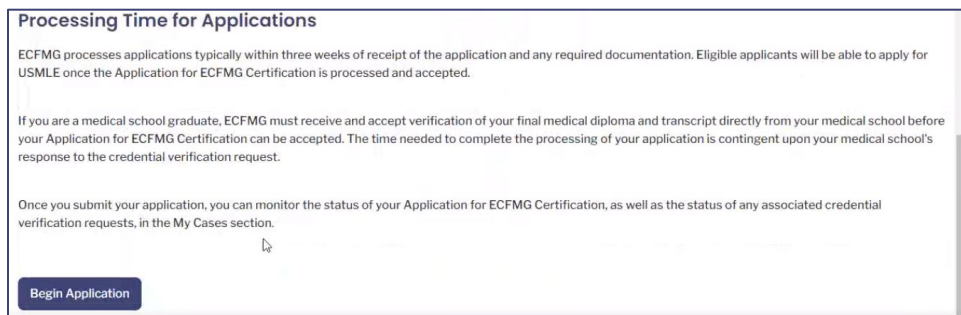 Processing Time for Applications
ECFMG processes applications typically within three weeks of receipt of the application and any required documentation. Eligible applicants will be able to apply for
USMLE once the Application for ECFMG Certification is processed and accepted.
If you are a medical school graduate, ECFMG must receive and accept verification of your final medical diploma and transcript directly from your medical school before
your Application for ECFMG Certification can be accepted. The time needed to complete the processing of your application is contingent upon your medical school's
response to the credential verification request.
Once you submit your application, you can monitor the status of your Application for ECFMG Certification, as well as the status of any associated credential
verification requests, in the My Cases section.
Begin Application